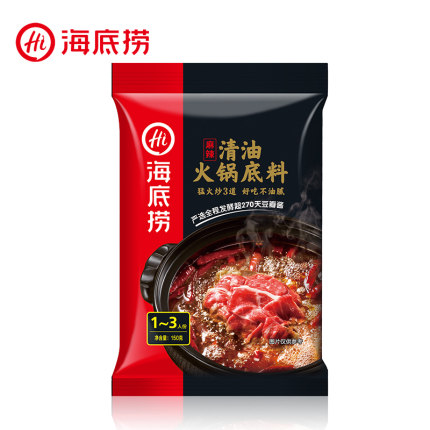 Hi 海底捞
Hi
海底捞
麻辣
清油
火锅底料
猛火炒3道 好吃不油腻
严选全程发酵超270天豆瓣酱
1~3人份
净含量：150克
图片仅供参考